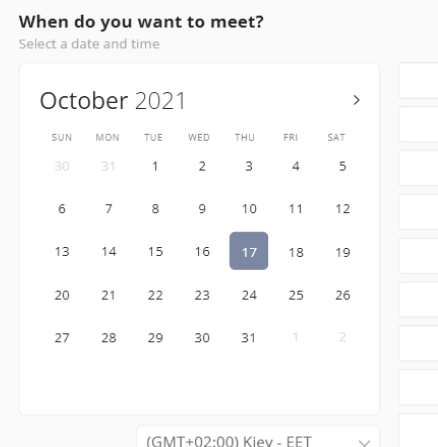 When do you want to meet?
Select a date and time
October 2021
SUN MON TUE WED THU FRI SAT
30 31 1 2 3 4 5
6 7 8 9 10 11 12
13 14 15 16 17 18 19
20 21 22 23 24 25 26
27 28 29 30 31 1 2
(GMT+02:00) Kiev - EET